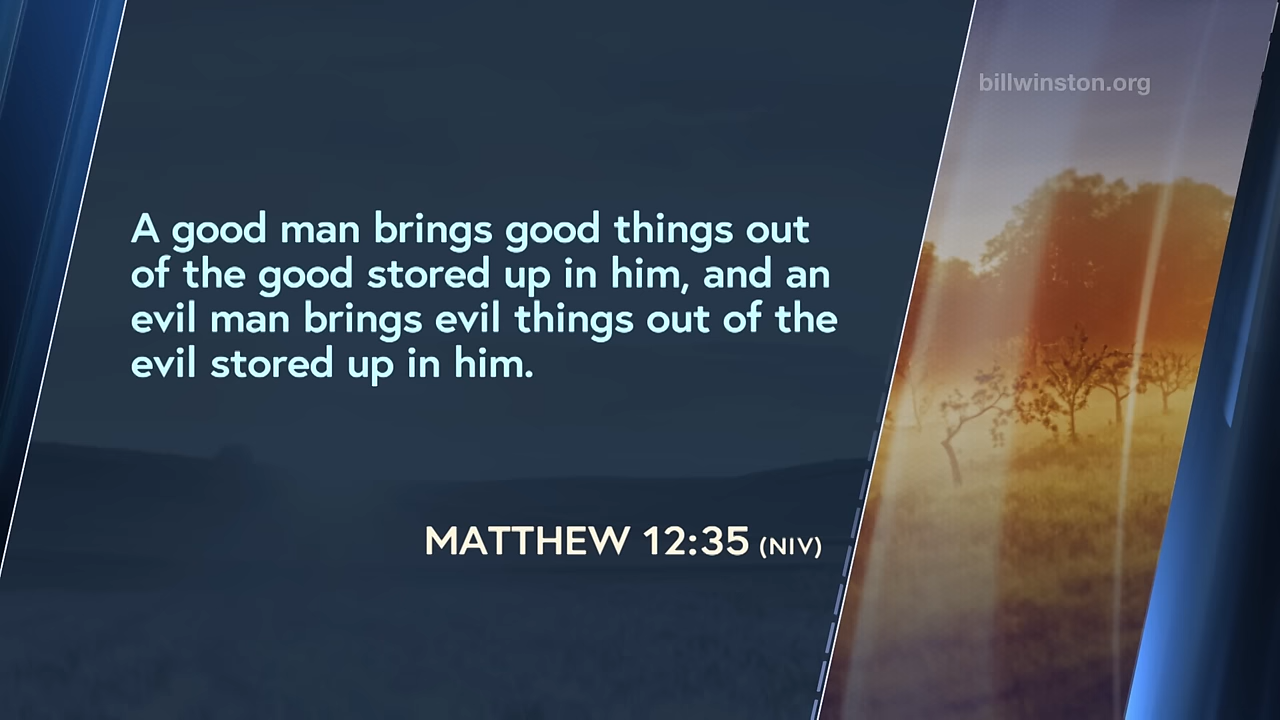 billwinston.org
A good man brings good things out
of the good stored up in him, and an
evil man brings evil things out of the
evil stored up in him.
MATTHEW 12:35 (NIV)